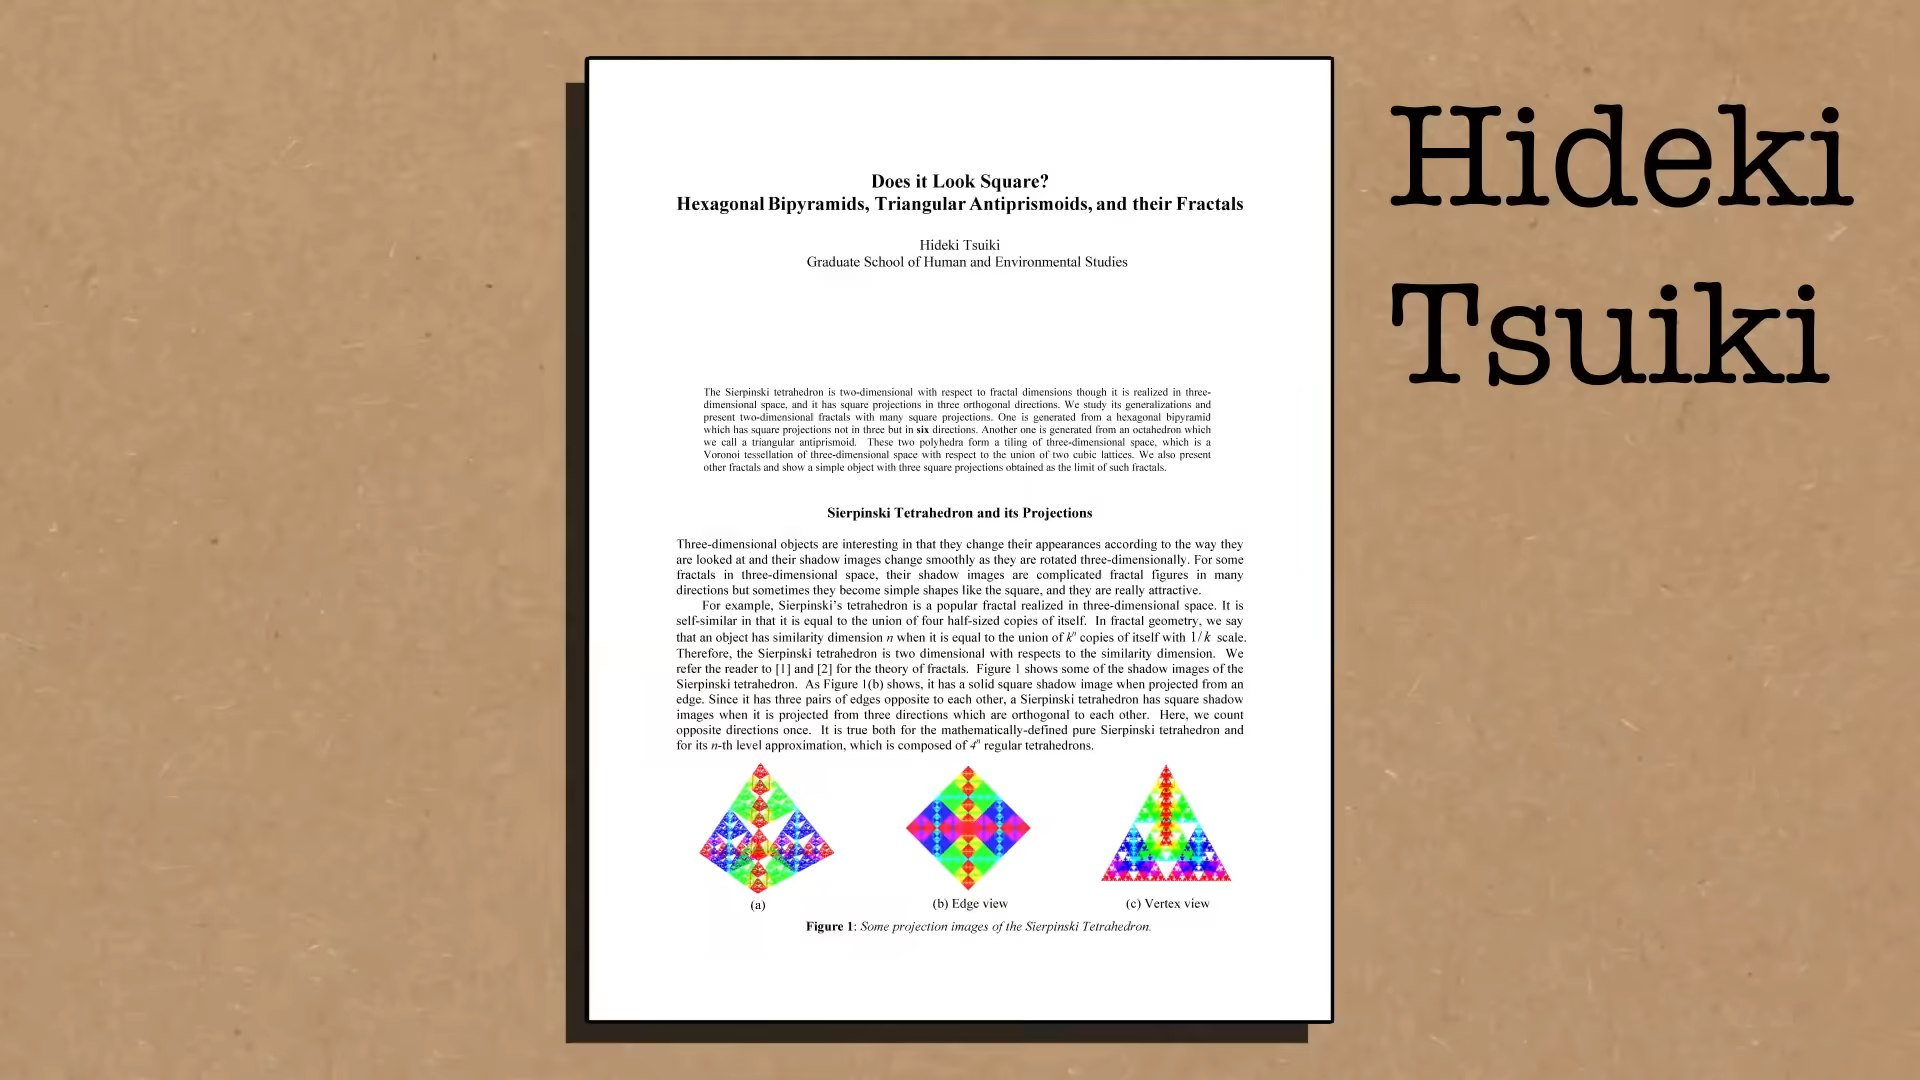 Does it Look Square?
Hexagonal Bipyramids, Triangular Antiprismoids, and their Fractals
Hideki Tsuiki
Graduate School of Human and Environmental Studies
The Sierpinski tetrahedron is two-dimensional with respect to fractal dimensions though it is realized in three-
dimensional space, and it has square projections in three orthogonal directions. We study its generalizations and
present two-dimensional fractals with many square projections. One is generated from a hexagonal bipyramid
which has square projections not in three but in six directions. Another one is generated from an octahedron which
we call a triangular antiprismoid. These two polyhedra form a tiling of three-dimensional space, which is a
Voronoi tessellation of three-dimensional space with respect to the union of two cubic lattices. We also present
other fractals and show a simple object with three square projections obtained as the limit of such fractals.
Sierpinski Tetrahedron and its Projections
Three-dimensional objects are interesting in that they change their appearances according to the way they
are looked at and their shadow images change smoothly as they are rotated three-dimensionally. For some
fractals in three-dimensional space, their shadow images are complicated fractal figures in many
directions but sometimes they become simple shapes like the square, and they are really attractive.
For example, Sierpinski's tetrahedron is a popular fractal realized in three-dimensional space. It is
self-similar in that it is equal to the union of four half-sized copies of itself. In fractal geometry, we say
that an object has similarity dimension n when it is equal to the union of kⁿ copies of itself with 1/k scale.
Therefore, the Sierpinski tetrahedron is two dimensional with respects to the similarity dimension. We
refer the reader to [1] and [2] for the theory of fractals. Figure 1 shows some of the shadow images of the
Sierpinski tetrahedron. As Figure 1(b) shows, it has a solid square shadow image when projected from an
edge. Since it has three pairs of edges opposite to each other, a Sierpinski tetrahedron has square shadow
images when it is projected from three directions which are orthogonal to each other. Here, we count
opposite directions once. It is true both for the mathematically-defined pure Sierpinski tetrahedron and
for its n-th level approximation, which is composed of 4ⁿ regular tetrahedrons.
(a)
(b) Edge view
(c) Vertex view
Figure 1: Some projection images of the Sierpinski Tetrahedron.
Hideki
Tsuiki